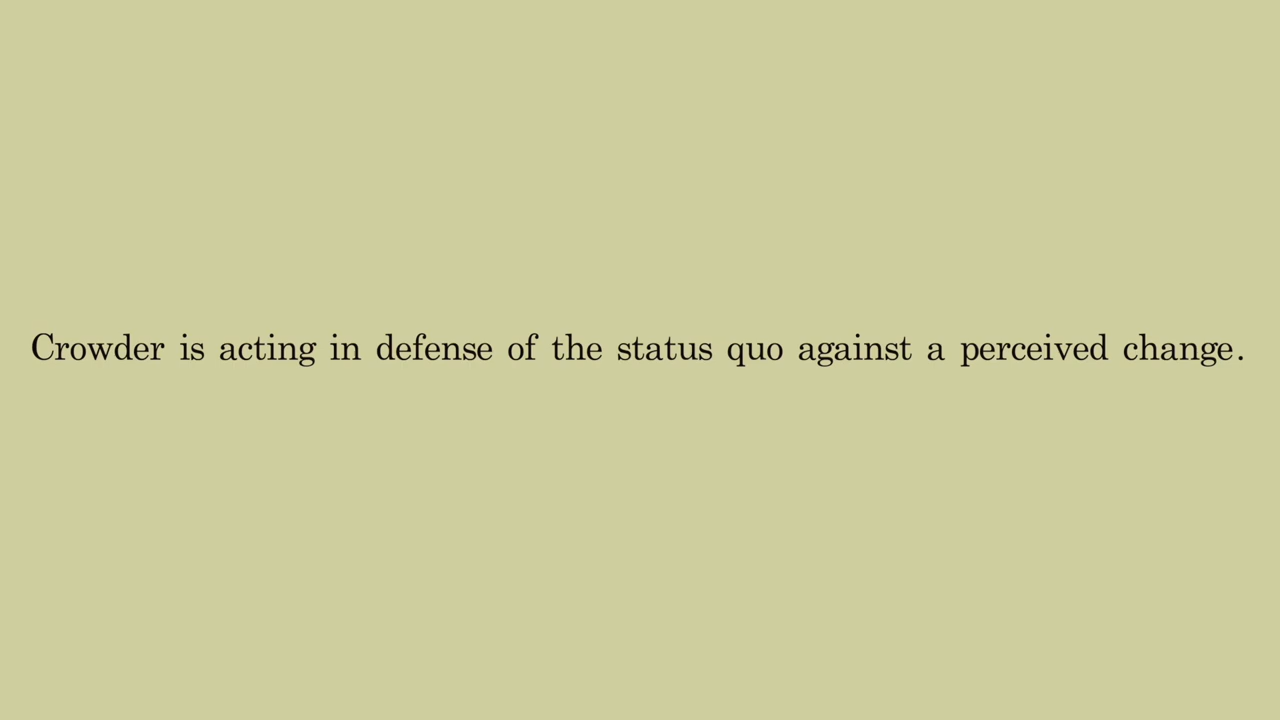 Crowder is acting in defense of the status quo against a perceived change.